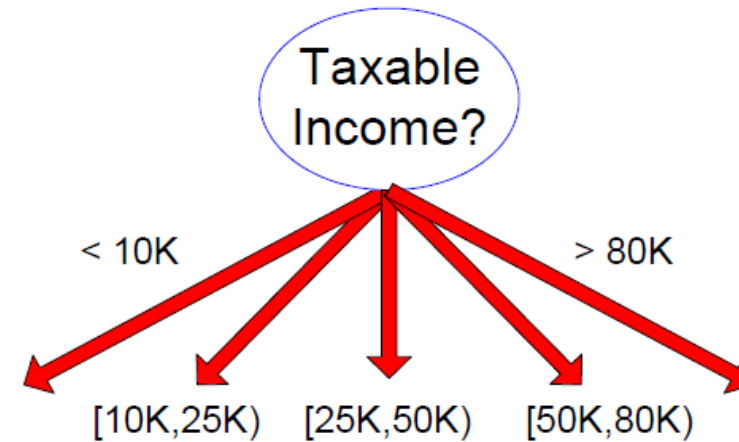 Taxable
Income?
< 10K
> 80K
[10K,25K)
[25K,50K)
[50K,80K)